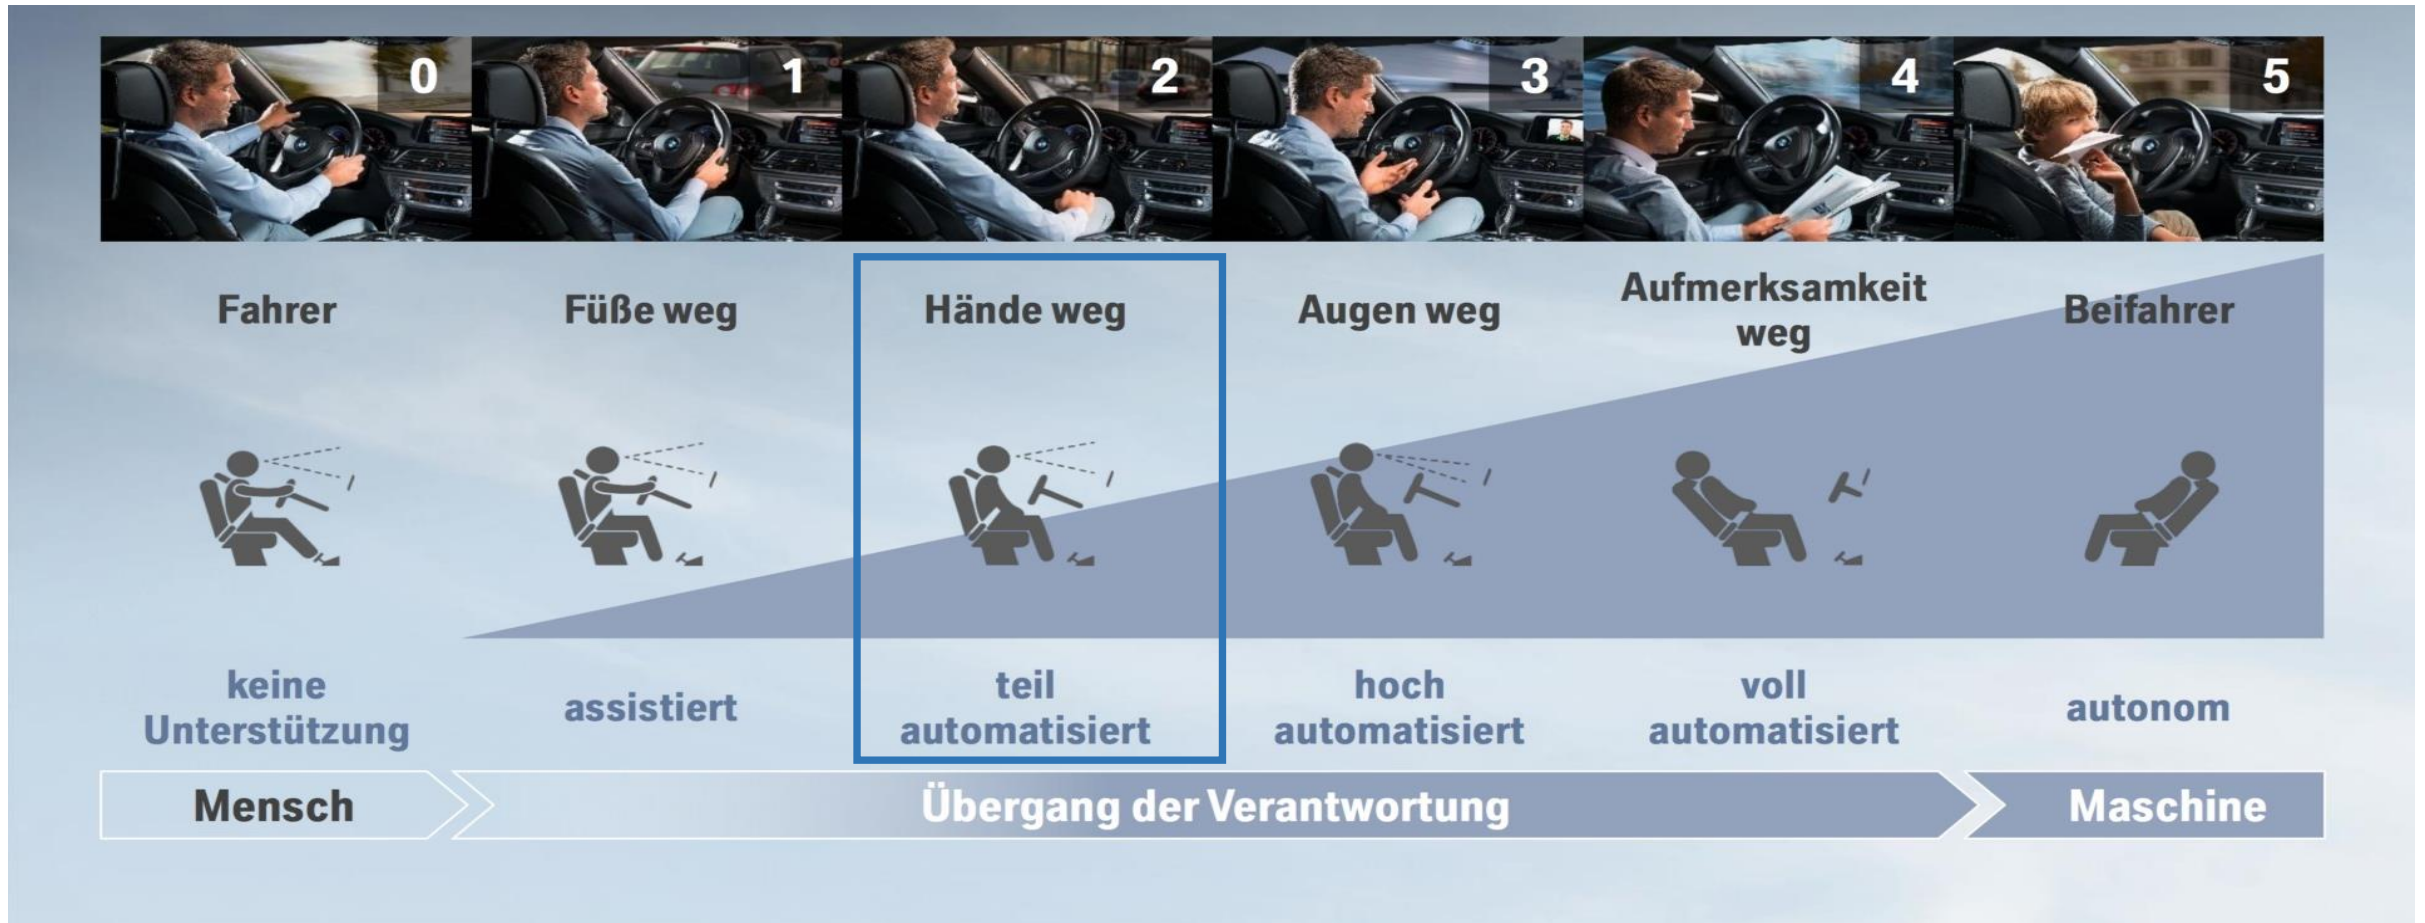 0
1
2
3
4
5
Fahrer
Füße weg
Hände weg
Augen weg
Aufmerksamkeit
weg
Beifahrer
keine
Unterstützung
assistiert
teil
automatisiert
hoch
automatisiert
voll
automatisiert
autonom
Mensch
Übergang der Verantwortung
Maschine